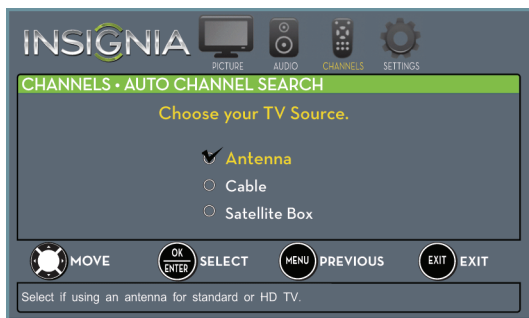 INSIGNIA
PICTURE AUDIO CHANNELS SETTINGS
CHANNELS • AUTO CHANNEL SEARCH
Choose your TV Source.
Antenna
Cable
Satellite Box
MOVE OK ENTER SELECT MENU PREVIOUS EXIT EXIT
Select if using an antenna for standard or HD TV.